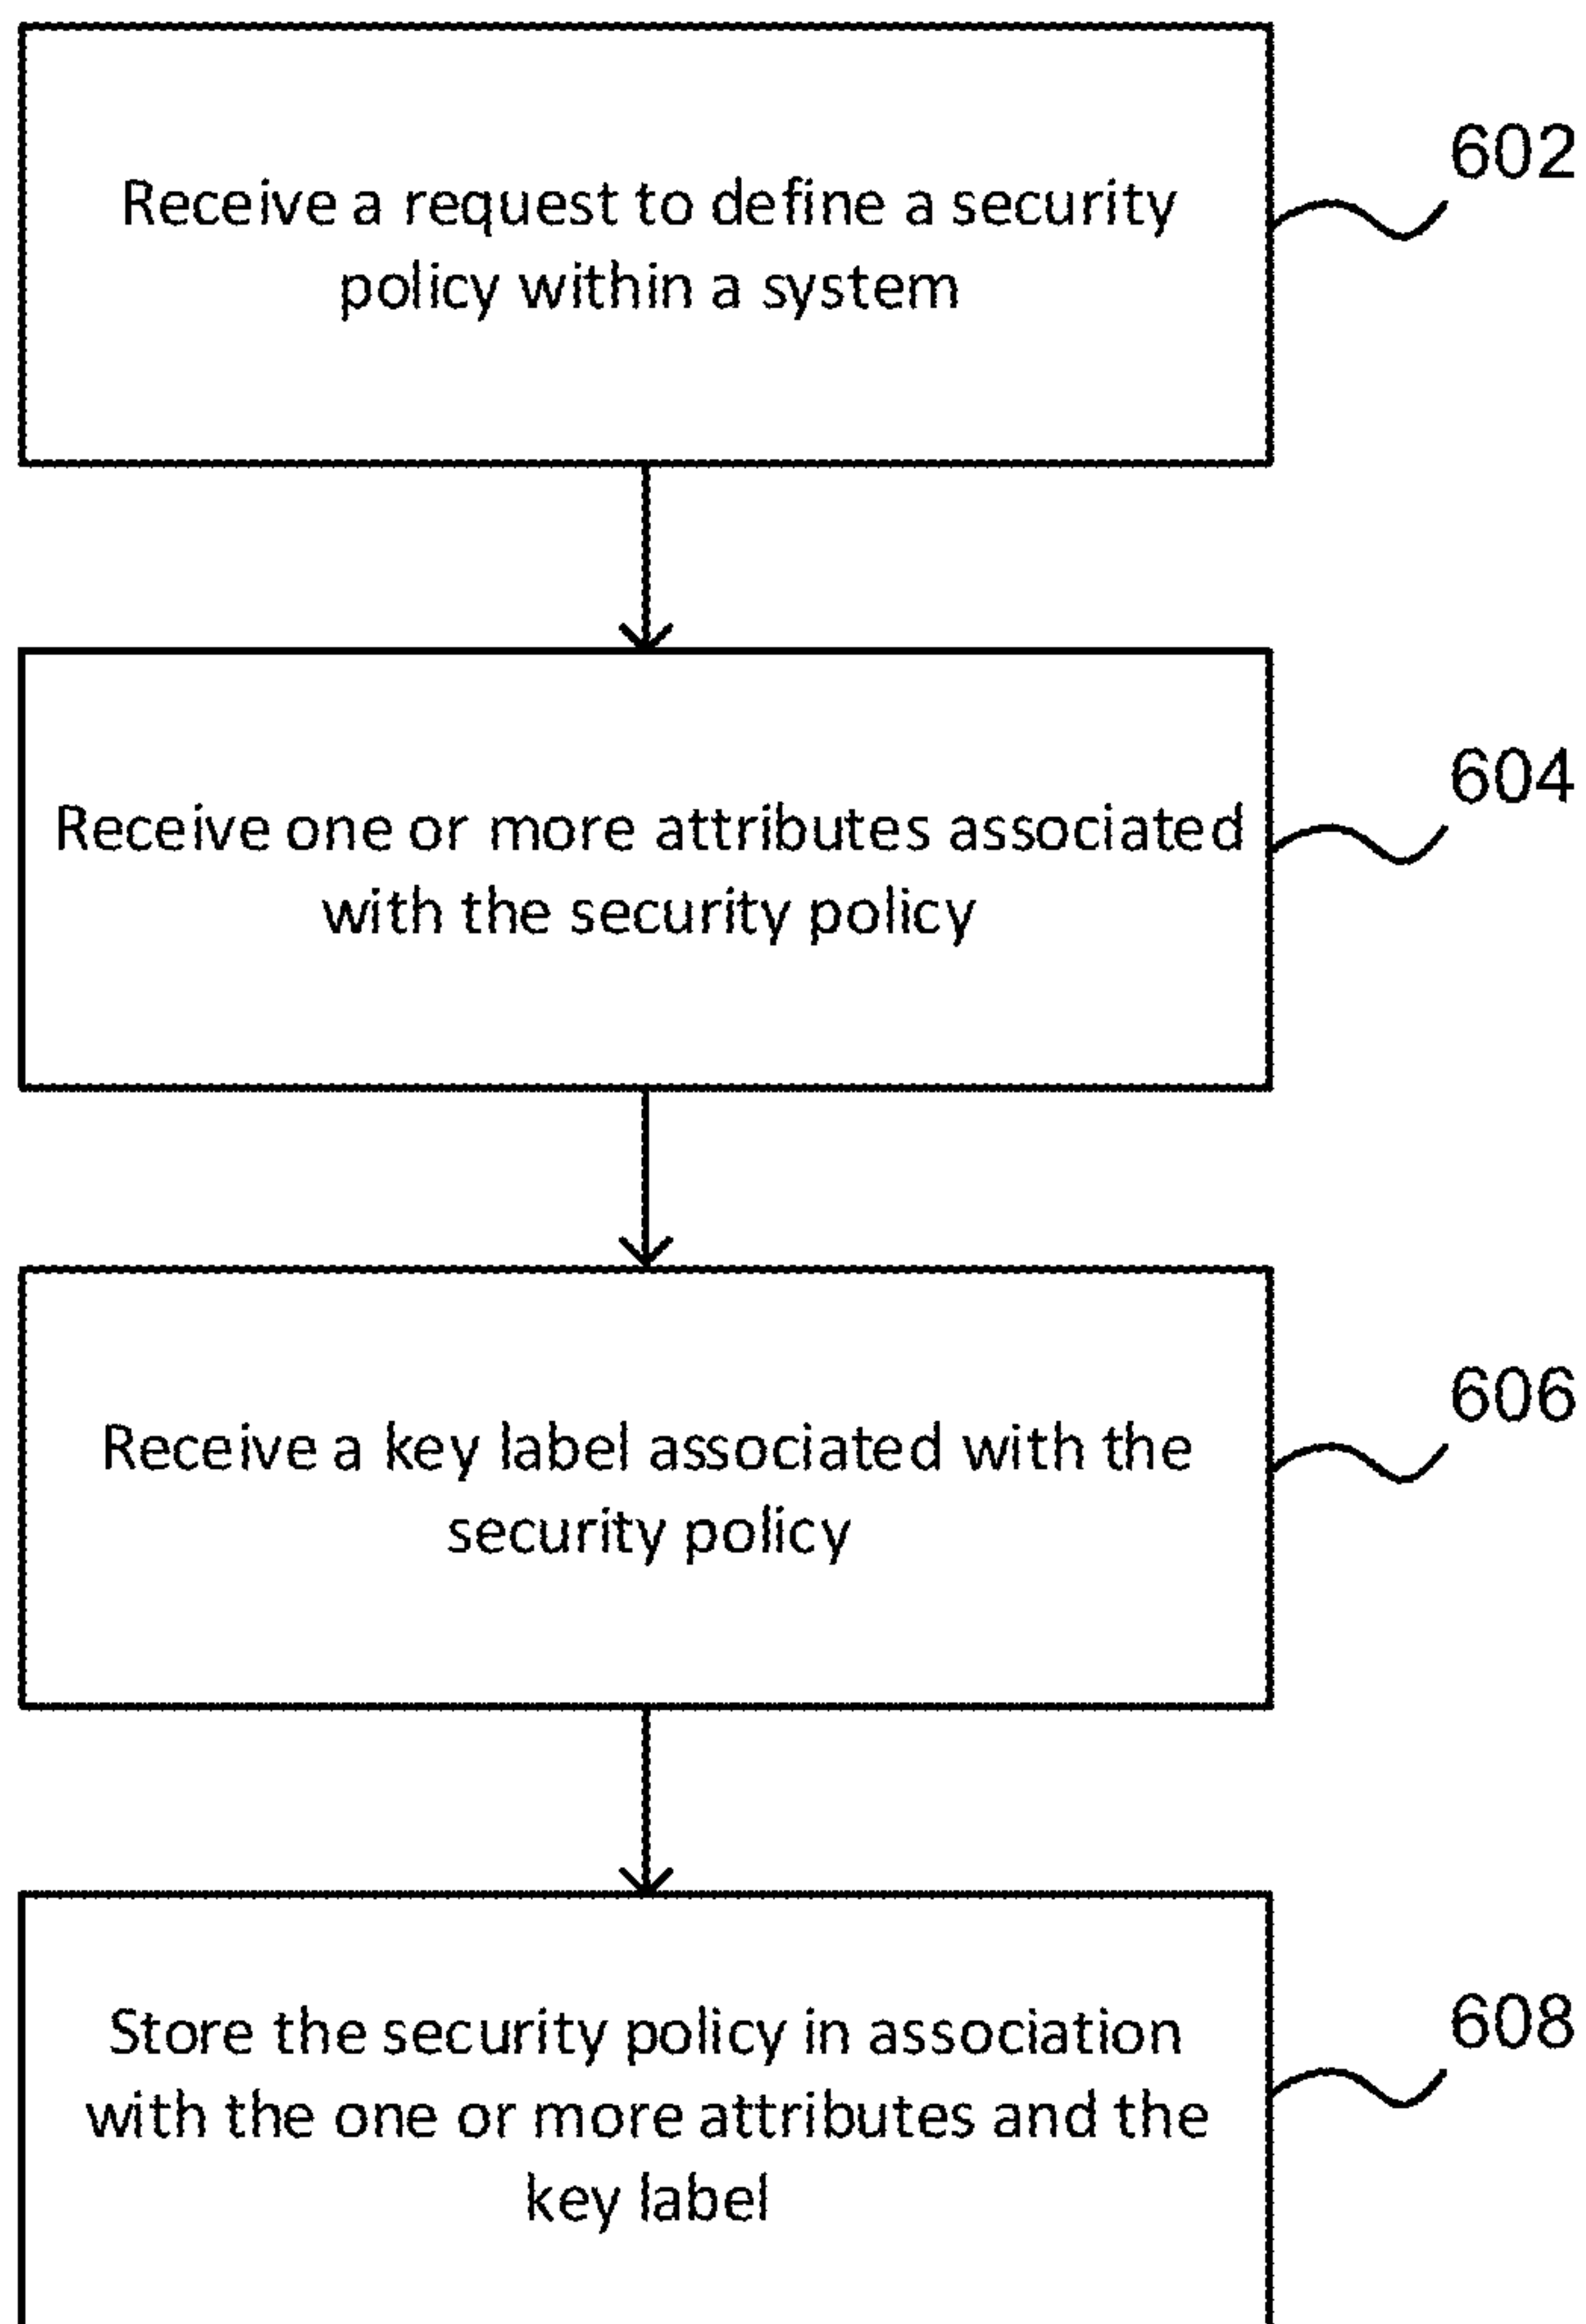 602
Receive a request to define a security
policy within a system
604
Receive one or more attributes associated
with the security policy
606
Receive a key label associated with the
security policy
608
Store the security policy in association
with the one or more attributes and the
key label